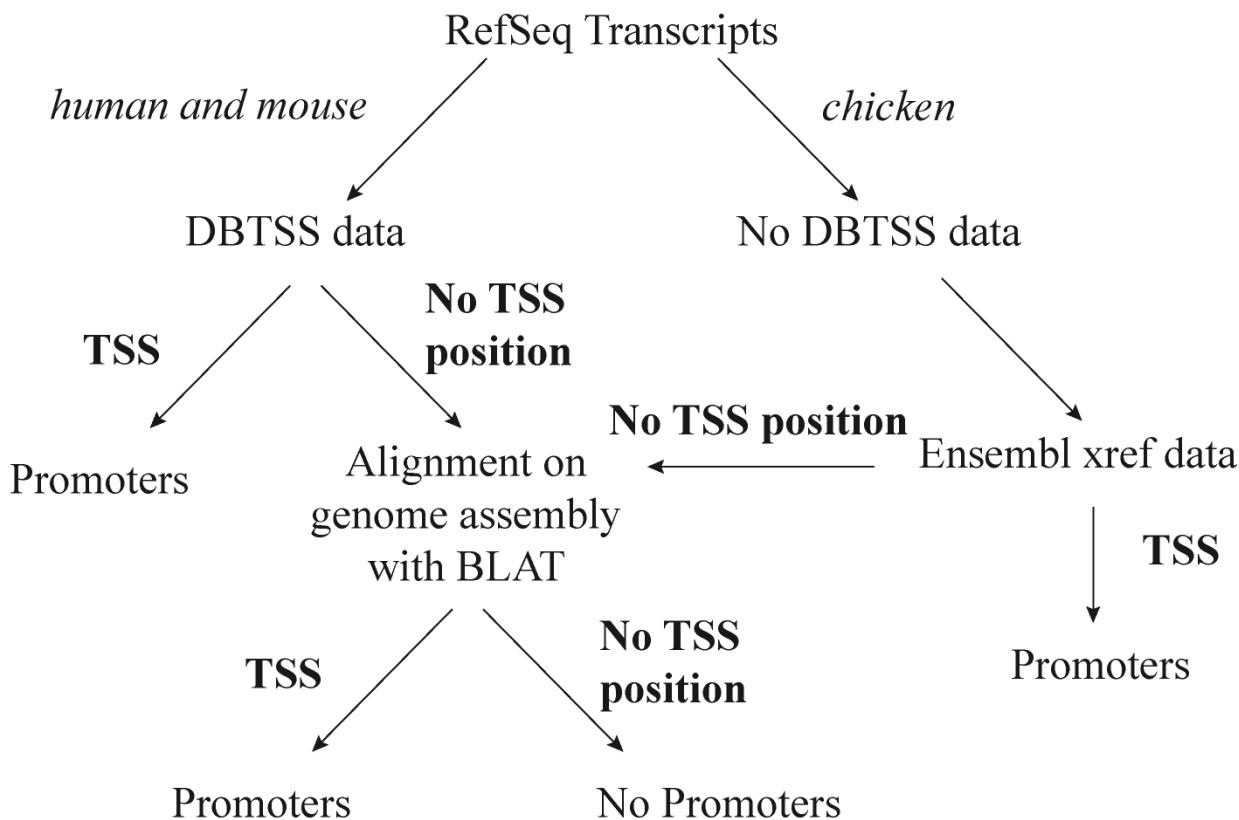 RefSeq Transcripts
human and mouse
chicken
DBTSS data
No DBTSS data
TSS
No TSS
position
No TSS position
Promoters
Alignment on
genome assembly
with BLAT
Ensembl xref data
TSS
TSS
No TSS
position
Promoters
Promoters
No Promoters